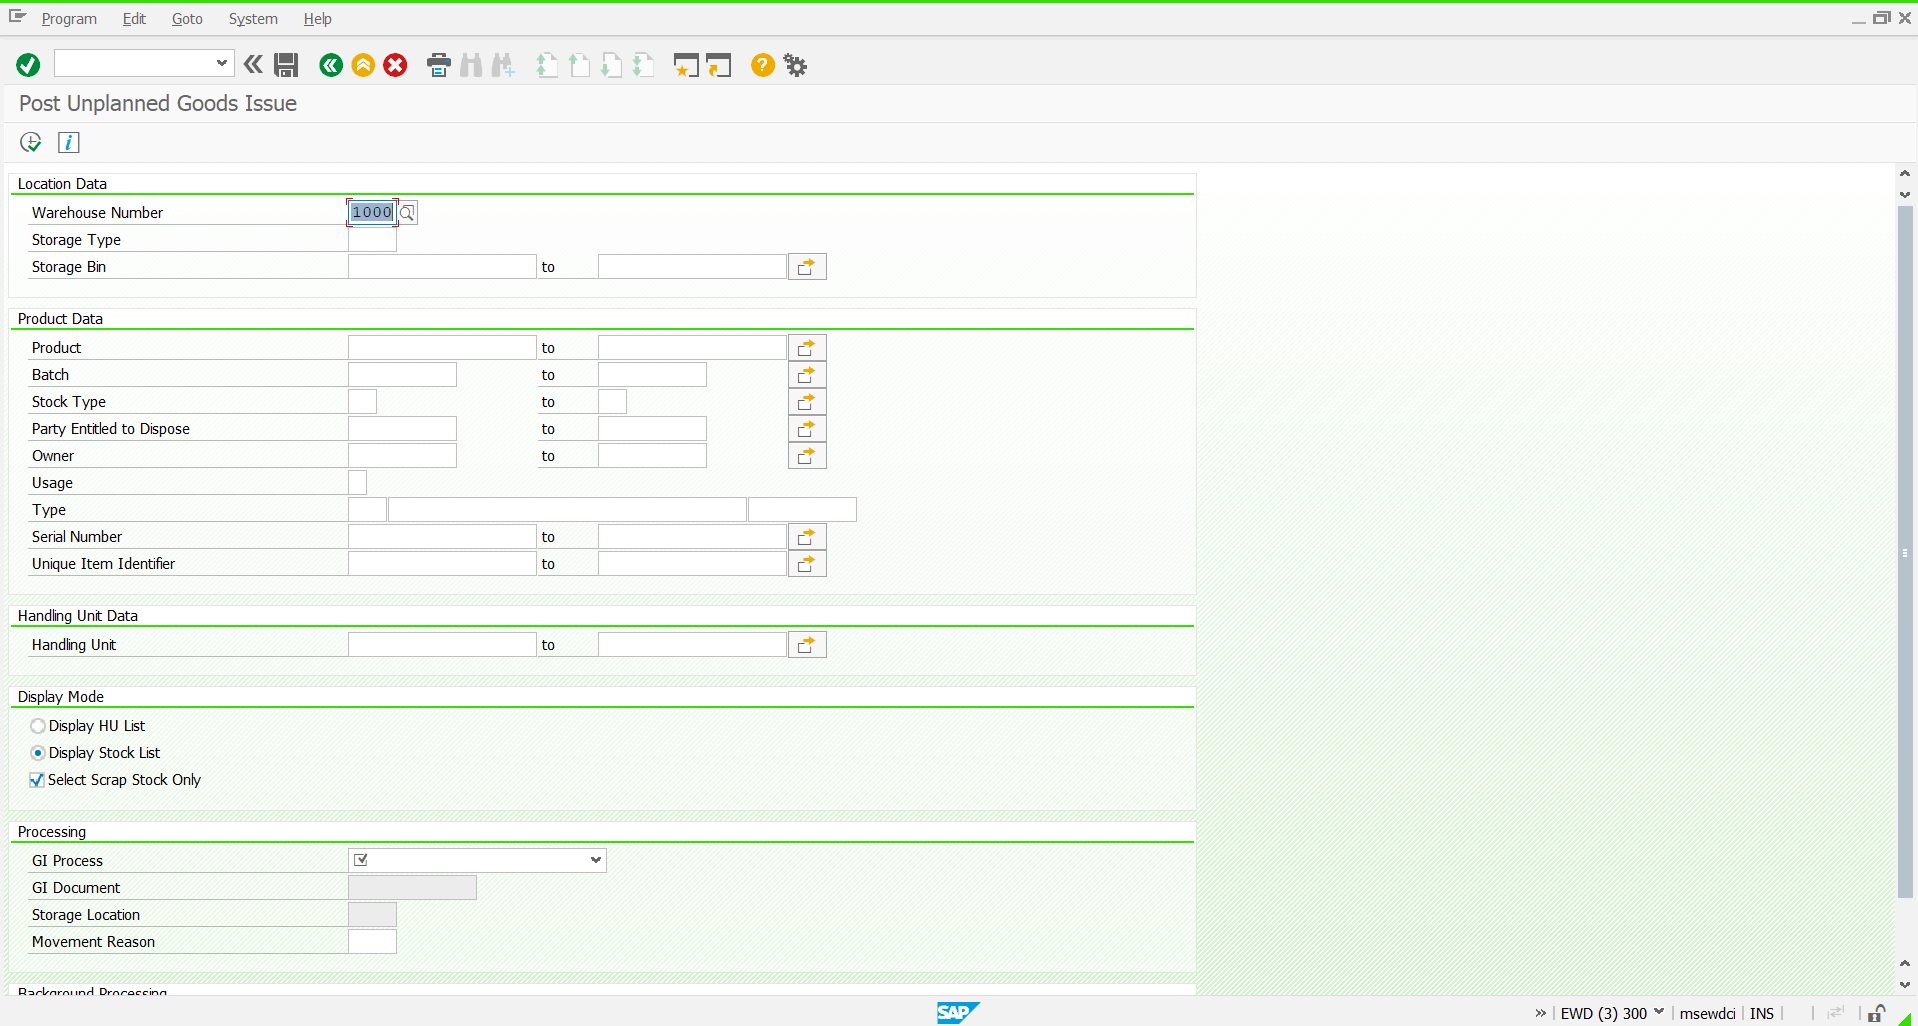 Program Edit Goto System Help
Post Unplanned Goods Issue
Location Data
Warehouse Number 1000
Storage Type
Storage Bin to
Product Data
Product to
Batch to
Stock Type to
Party Entitled to Dispose to
Owner to
Usage
Type
Serial Number to
Unique Item Identifier to
Handling Unit Data
Handling Unit to
Display Mode
Display HU List
Display Stock List
Select Scrap Stock Only
Processing
GI Process
GI Document
Storage Location
Movement Reason
Background Processing
SAP EWD (3) 300 msewdci INS